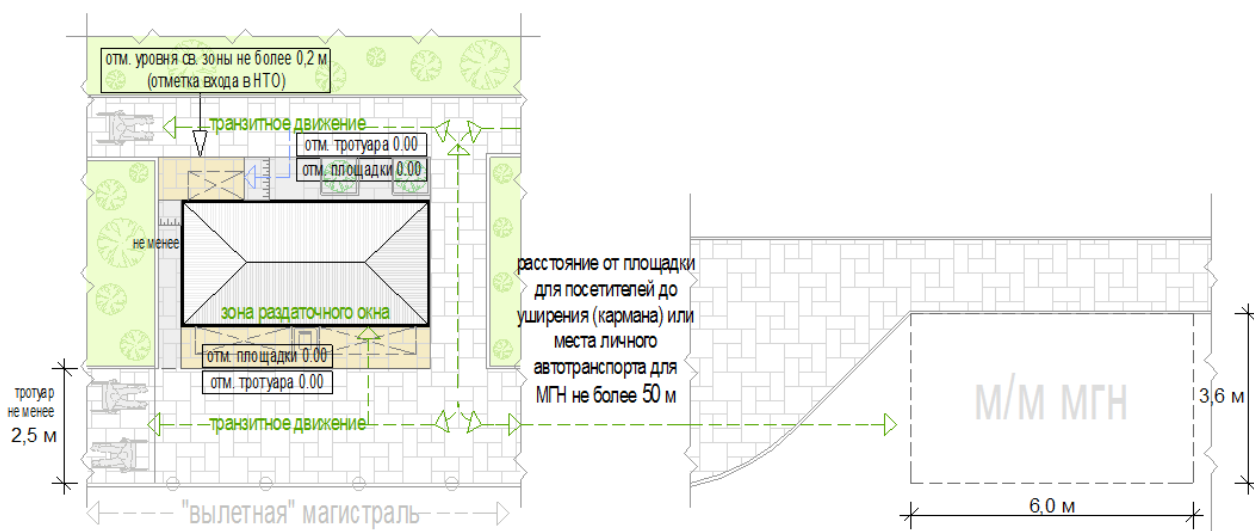 отм. уровня св. зоны не более 0,2 м
(отметка входа в НТО)
транзитное движение
отм. тротуара 0.00
отм. площадки 0.00
не менее
зона раздаточного окна
отм. площадки 0.00
отм. тротуара 0.00
тротуар
не менее
2,5 м
транзитное движение
"вылетная" магистраль
расстояние от площадки
для посетителей до
уширения (кармана) или
места личного
автотранспорта для
МГН не более 50 м
М/М МГН
3,6 м
6,0 м